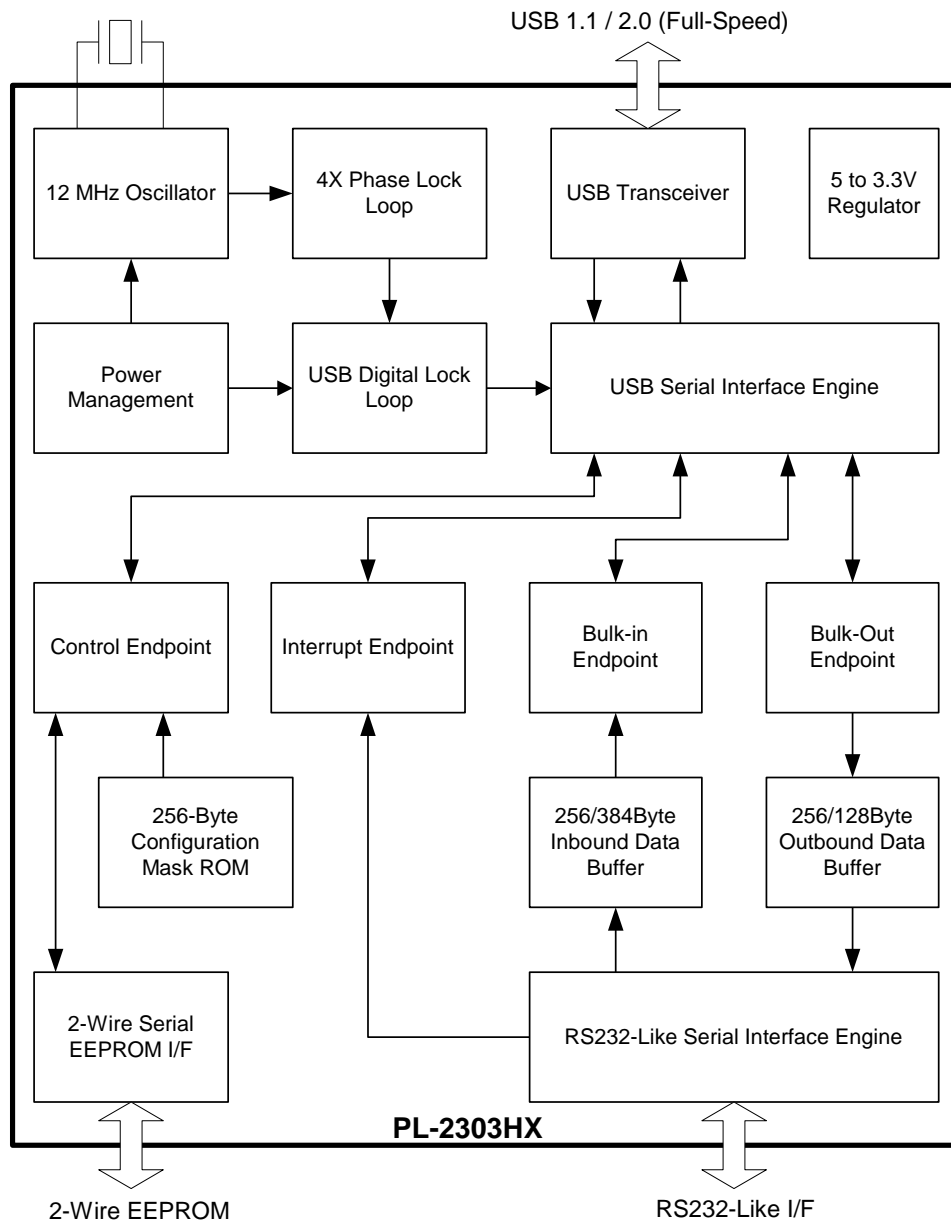 USB 1.1 / 2.0 (Full-Speed)
12 MHz Oscillator
4X Phase Lock
Loop
USB Transceiver
5 to 3.3V
Regulator
Power
Management
USB Digital Lock
Loop
USB Serial Interface Engine
Control Endpoint
Interrupt Endpoint
Bulk-in
Endpoint
Bulk-Out
Endpoint
256-Byte
Configuration
Mask ROM
256/384Byte
Inbound Data
Buffer
256/128Byte
Outbound Data
Buffer
2-Wire Serial
EEPROM I/F
RS232-Like Serial Interface Engine
PL-2303HX
2-Wire EEPROM
RS232-Like I/F